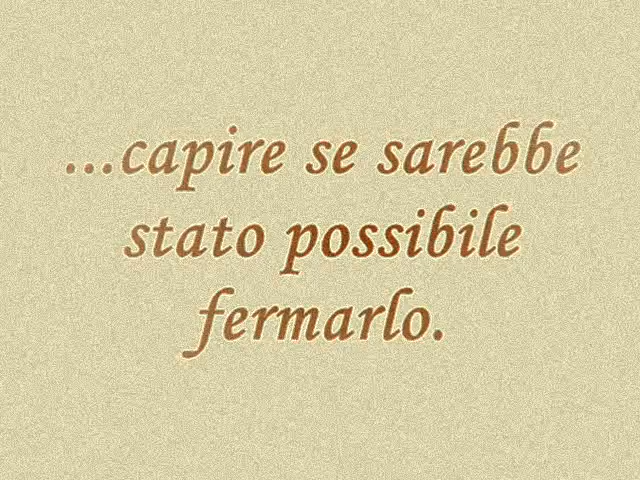 ...capire se sarebbe
stato possibile
fermarlo.